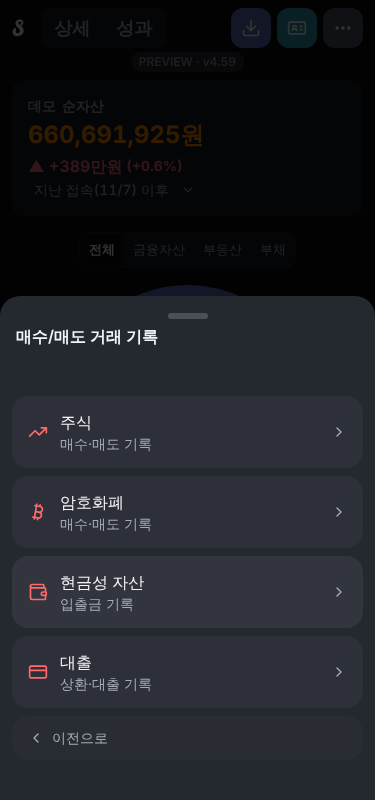 상세 성과
PREVIEW · v4.59
데모 순자산
660,691,925원
▲ +389만원 (+0.6%)
지난 접속(11/7) 이후
전체 금융자산 부동산 부채
매수/매도 거래 기록
주식
매수·매도 기록
암호화폐
매수·매도 기록
현금성 자산
입출금 기록
대출
상환·대출 기록
이전으로